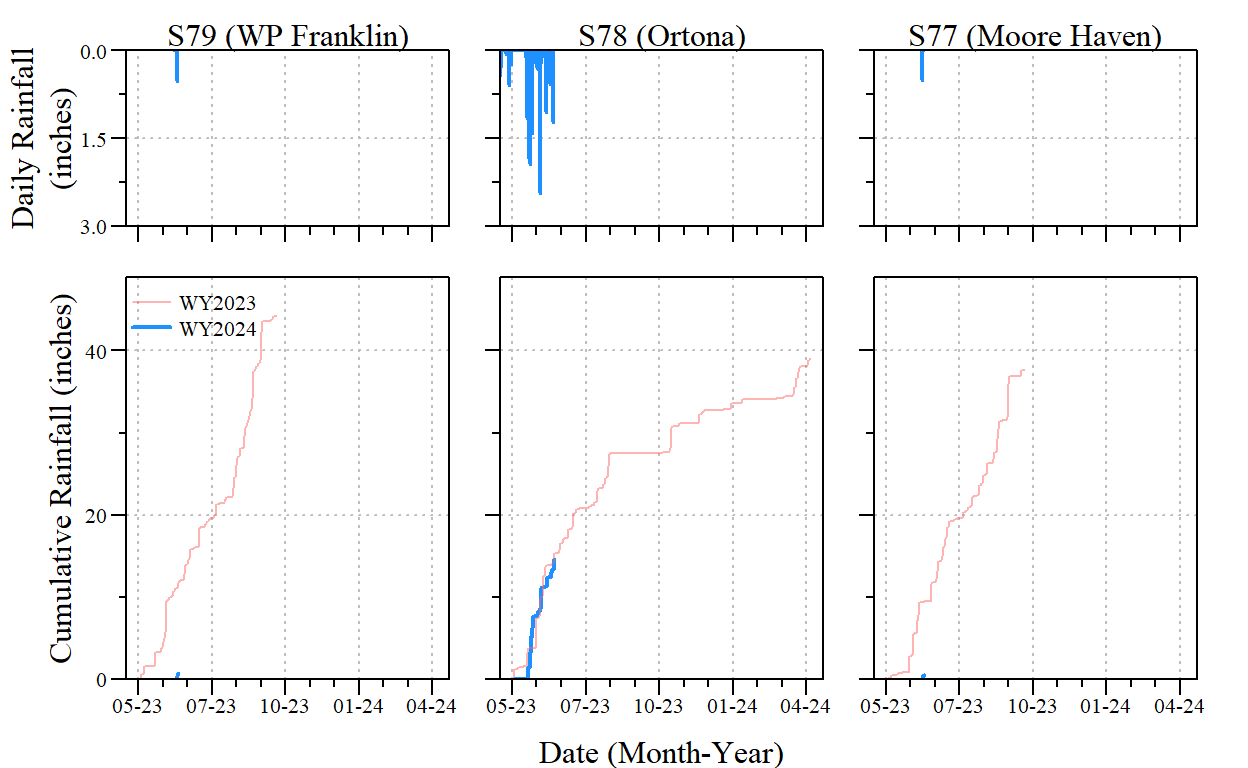 S79 (WP Franklin)
S78 (Ortona)
S77 (Moore Haven)
Daily Rainfall
(inches)
0.0
1.5
3.0
Cumulative Rainfall (inches)
WY2023
WY2024
40
20
0
05-23 07-23 10-23 01-24 04-24
05-23 07-23 10-23 01-24 04-24
05-23 07-23 10-23 01-24 04-24
Date (Month-Year)